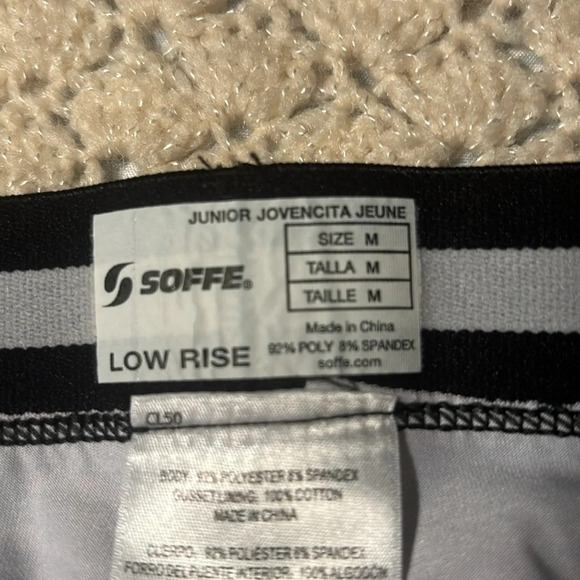 JUNIOR JOVENCITA JEUNE
SIZE M
TALLA M
TAILLE M
SOFFE®
Made in China
LOW RISE
92% POLY 8% SPANDEX
soffe.com
CL50
BODY: 92% POLYESTER 8% SPANDEX
GUSSET LINING: 100% COTTON
MADE IN CHINA
CUERPO: 92% POLIÉSTER 8% SPANDEX
FORRO DEL PUENTE INTERIOR: 100% ALGODON